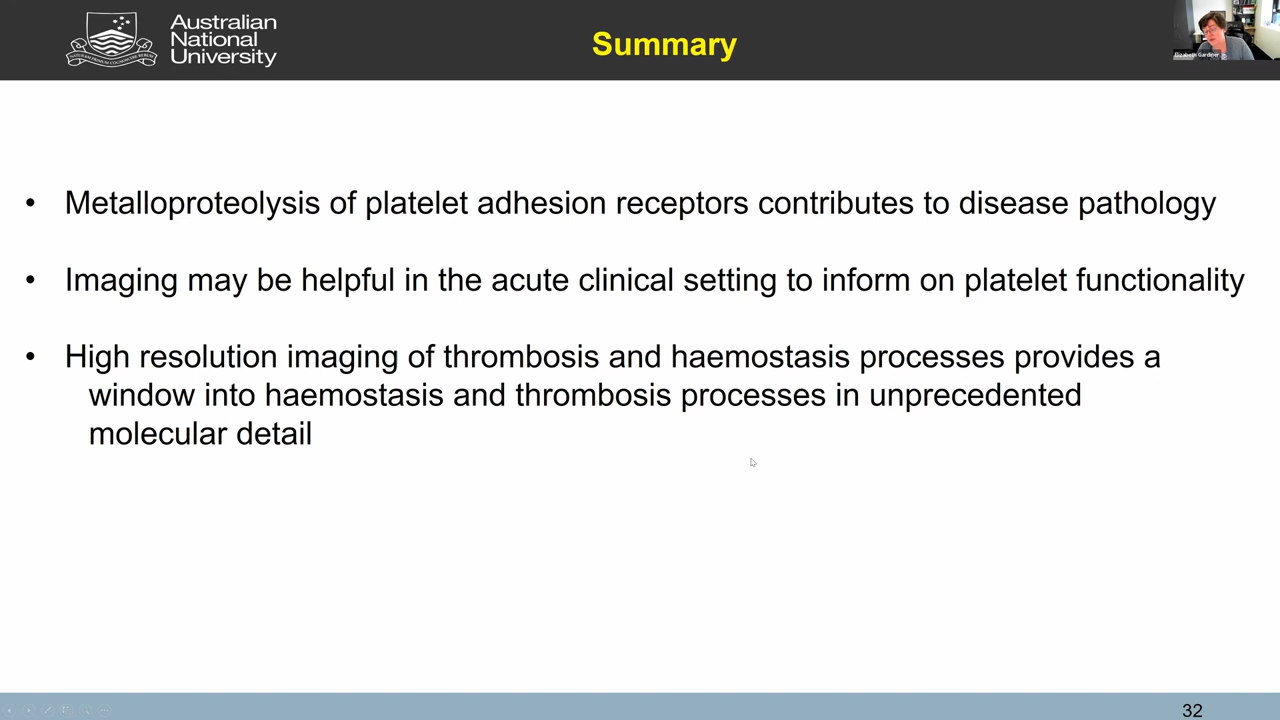 Australian
National
University
Summary
Elizabeth Gardiner
• Metalloproteolysis of platelet adhesion receptors contributes to disease pathology
• Imaging may be helpful in the acute clinical setting to inform on platelet functionality
• High resolution imaging of thrombosis and haemostasis processes provides a
window into haemostasis and thrombosis processes in unprecedented
molecular detail
32